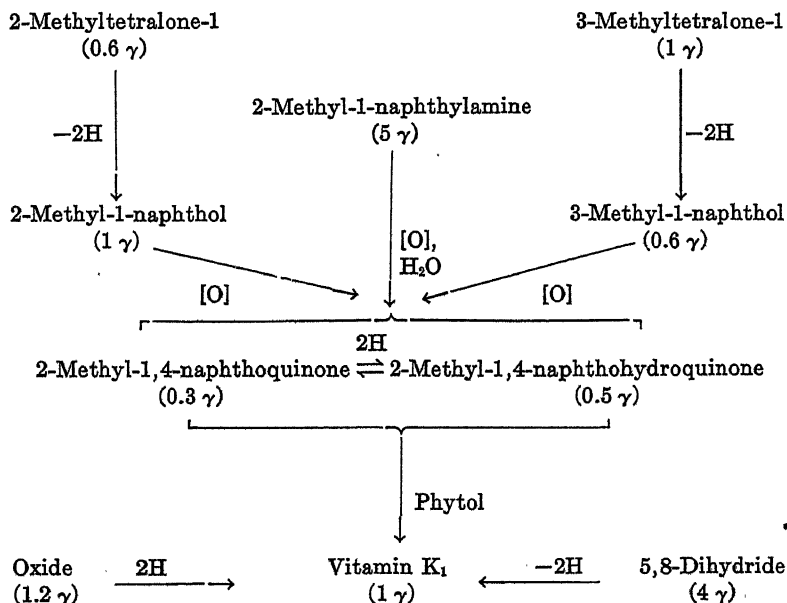 2-Methyltetralone-1 3-Methyltetralone-1
(0.6 γ) (1 γ)
2-Methyl-1-naphthylamine
(5 γ)
−2H −2H
2-Methyl-1-naphthol 3-Methyl-1-naphthol
(1 γ) (0.6 γ)
[O],
H₂O
[O] [O]
2H
2-Methyl-1,4-naphthoquinone ⇌ 2-Methyl-1,4-naphthohydroquinone
(0.3 γ) (0.5 γ)
Phytol
Oxide 2H Vitamin K₁ −2H 5,8-Dihydride
(1.2 γ) (1 γ) (4 γ)